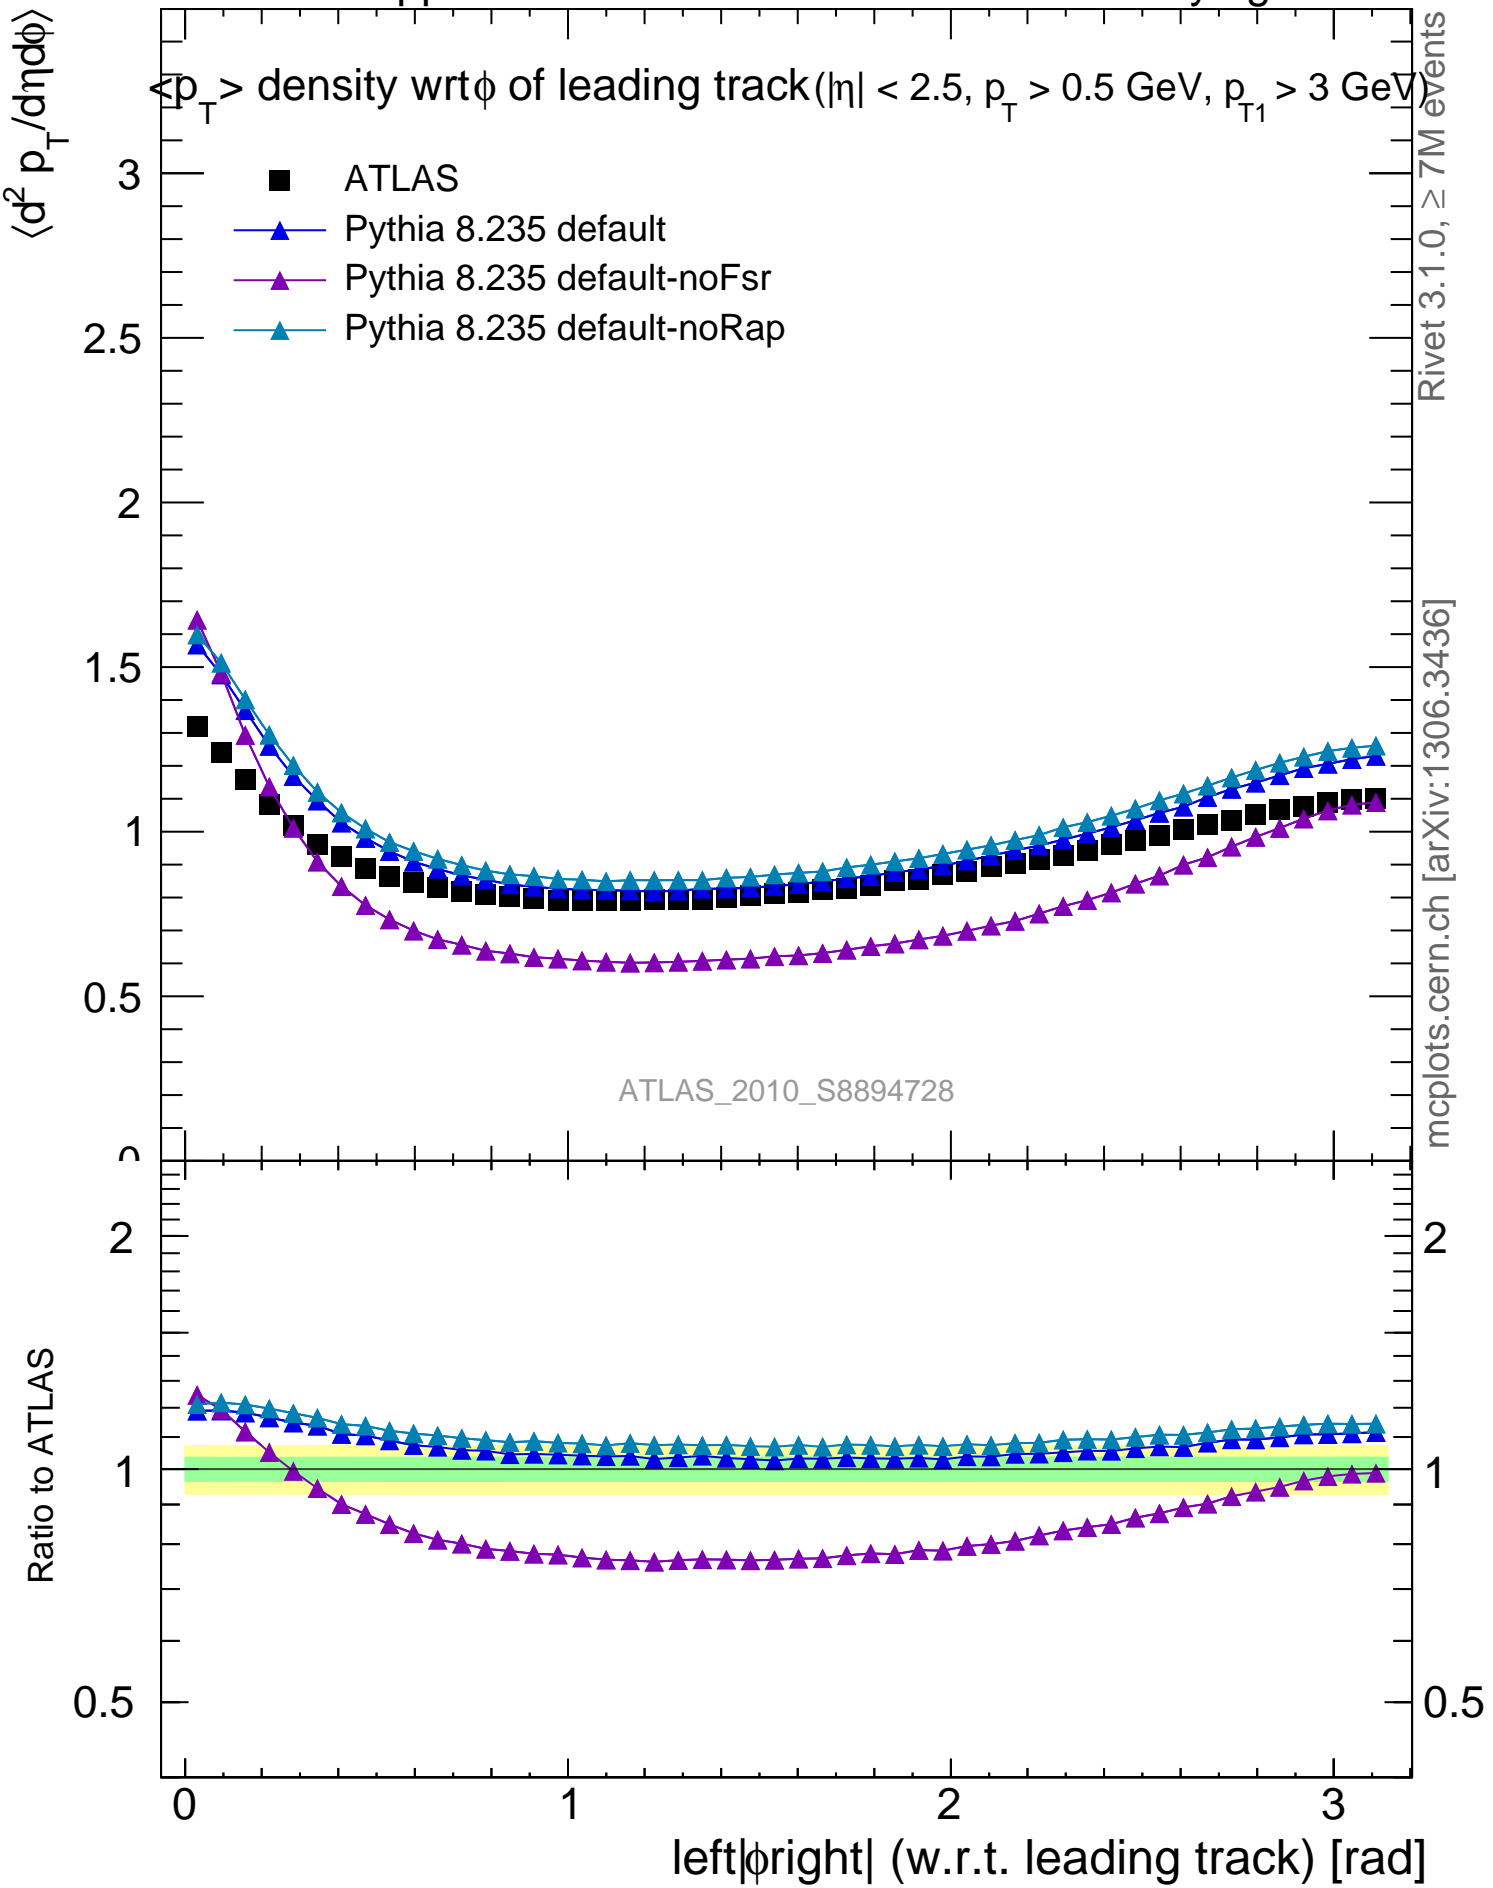 <p_T> density wrt ϕ of leading track (|η| < 2.5, p_T > 0.5 GeV, p_T1 > 3 GeV)
⟨d² p_T/dηdϕ⟩
ATLAS
Pythia 8.235 default
Pythia 8.235 default-noFsr
Pythia 8.235 default-noRap
3
2.5
2
1.5
1
0.5
0
ATLAS_2010_S8894728
Rivet 3.1.0, ≥ 7M events
mcplots.cern.ch [arXiv:1306.3436]
Ratio to ATLAS
2
1
0.5
2
1
0.5
0
1
2
3
left|ϕright| (w.r.t. leading track) [rad]